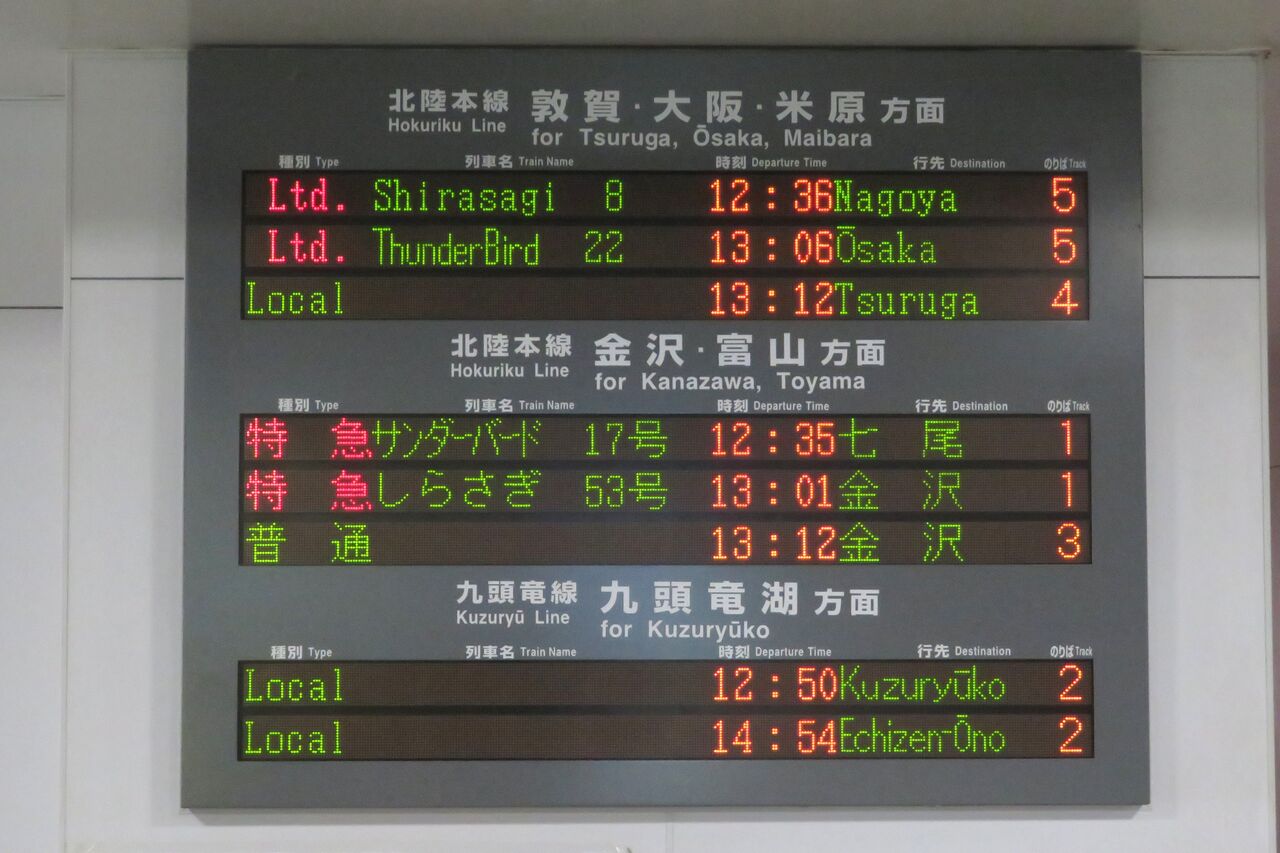 北陸本線 敦賀・大阪・米原 方面
Hokuriku Line for Tsuruga, Ōsaka, Maibara
種別 Type 列車名 Train Name 時刻 Departure Time 行先 Destination のりば Track
Ltd. Shirasagi 8 12:36 Nagoya 5
Ltd. ThunderBird 22 13:06 Ōsaka 5
Local 13:12 Tsuruga 4
北陸本線 金沢・富山 方面
Hokuriku Line for Kanazawa, Toyama
種別 Type 列車名 Train Name 時刻 Departure Time 行先 Destination のりば Track
特 急 サンダーバード 17号 12:35 七 尾 1
特 急 しらさぎ 53号 13:01 金 沢 1
普 通 13:12 金 沢 3
九頭竜線 九頭竜湖 方面
Kuzuryū Line for Kuzuryūko
種別 Type 列車名 Train Name 時刻 Departure Time 行先 Destination のりば Track
Local 12:50 Kuzuryūko 2
Local 14:54 Echizen-Ōno 2